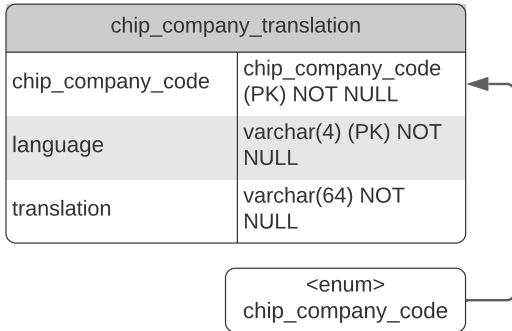 chip_company_translation
chip_company_code
chip_company_code
(PK) NOT NULL
language
varchar(4) (PK) NOT
NULL
translation
varchar(64) NOT
NULL
<enum>
chip_company_code